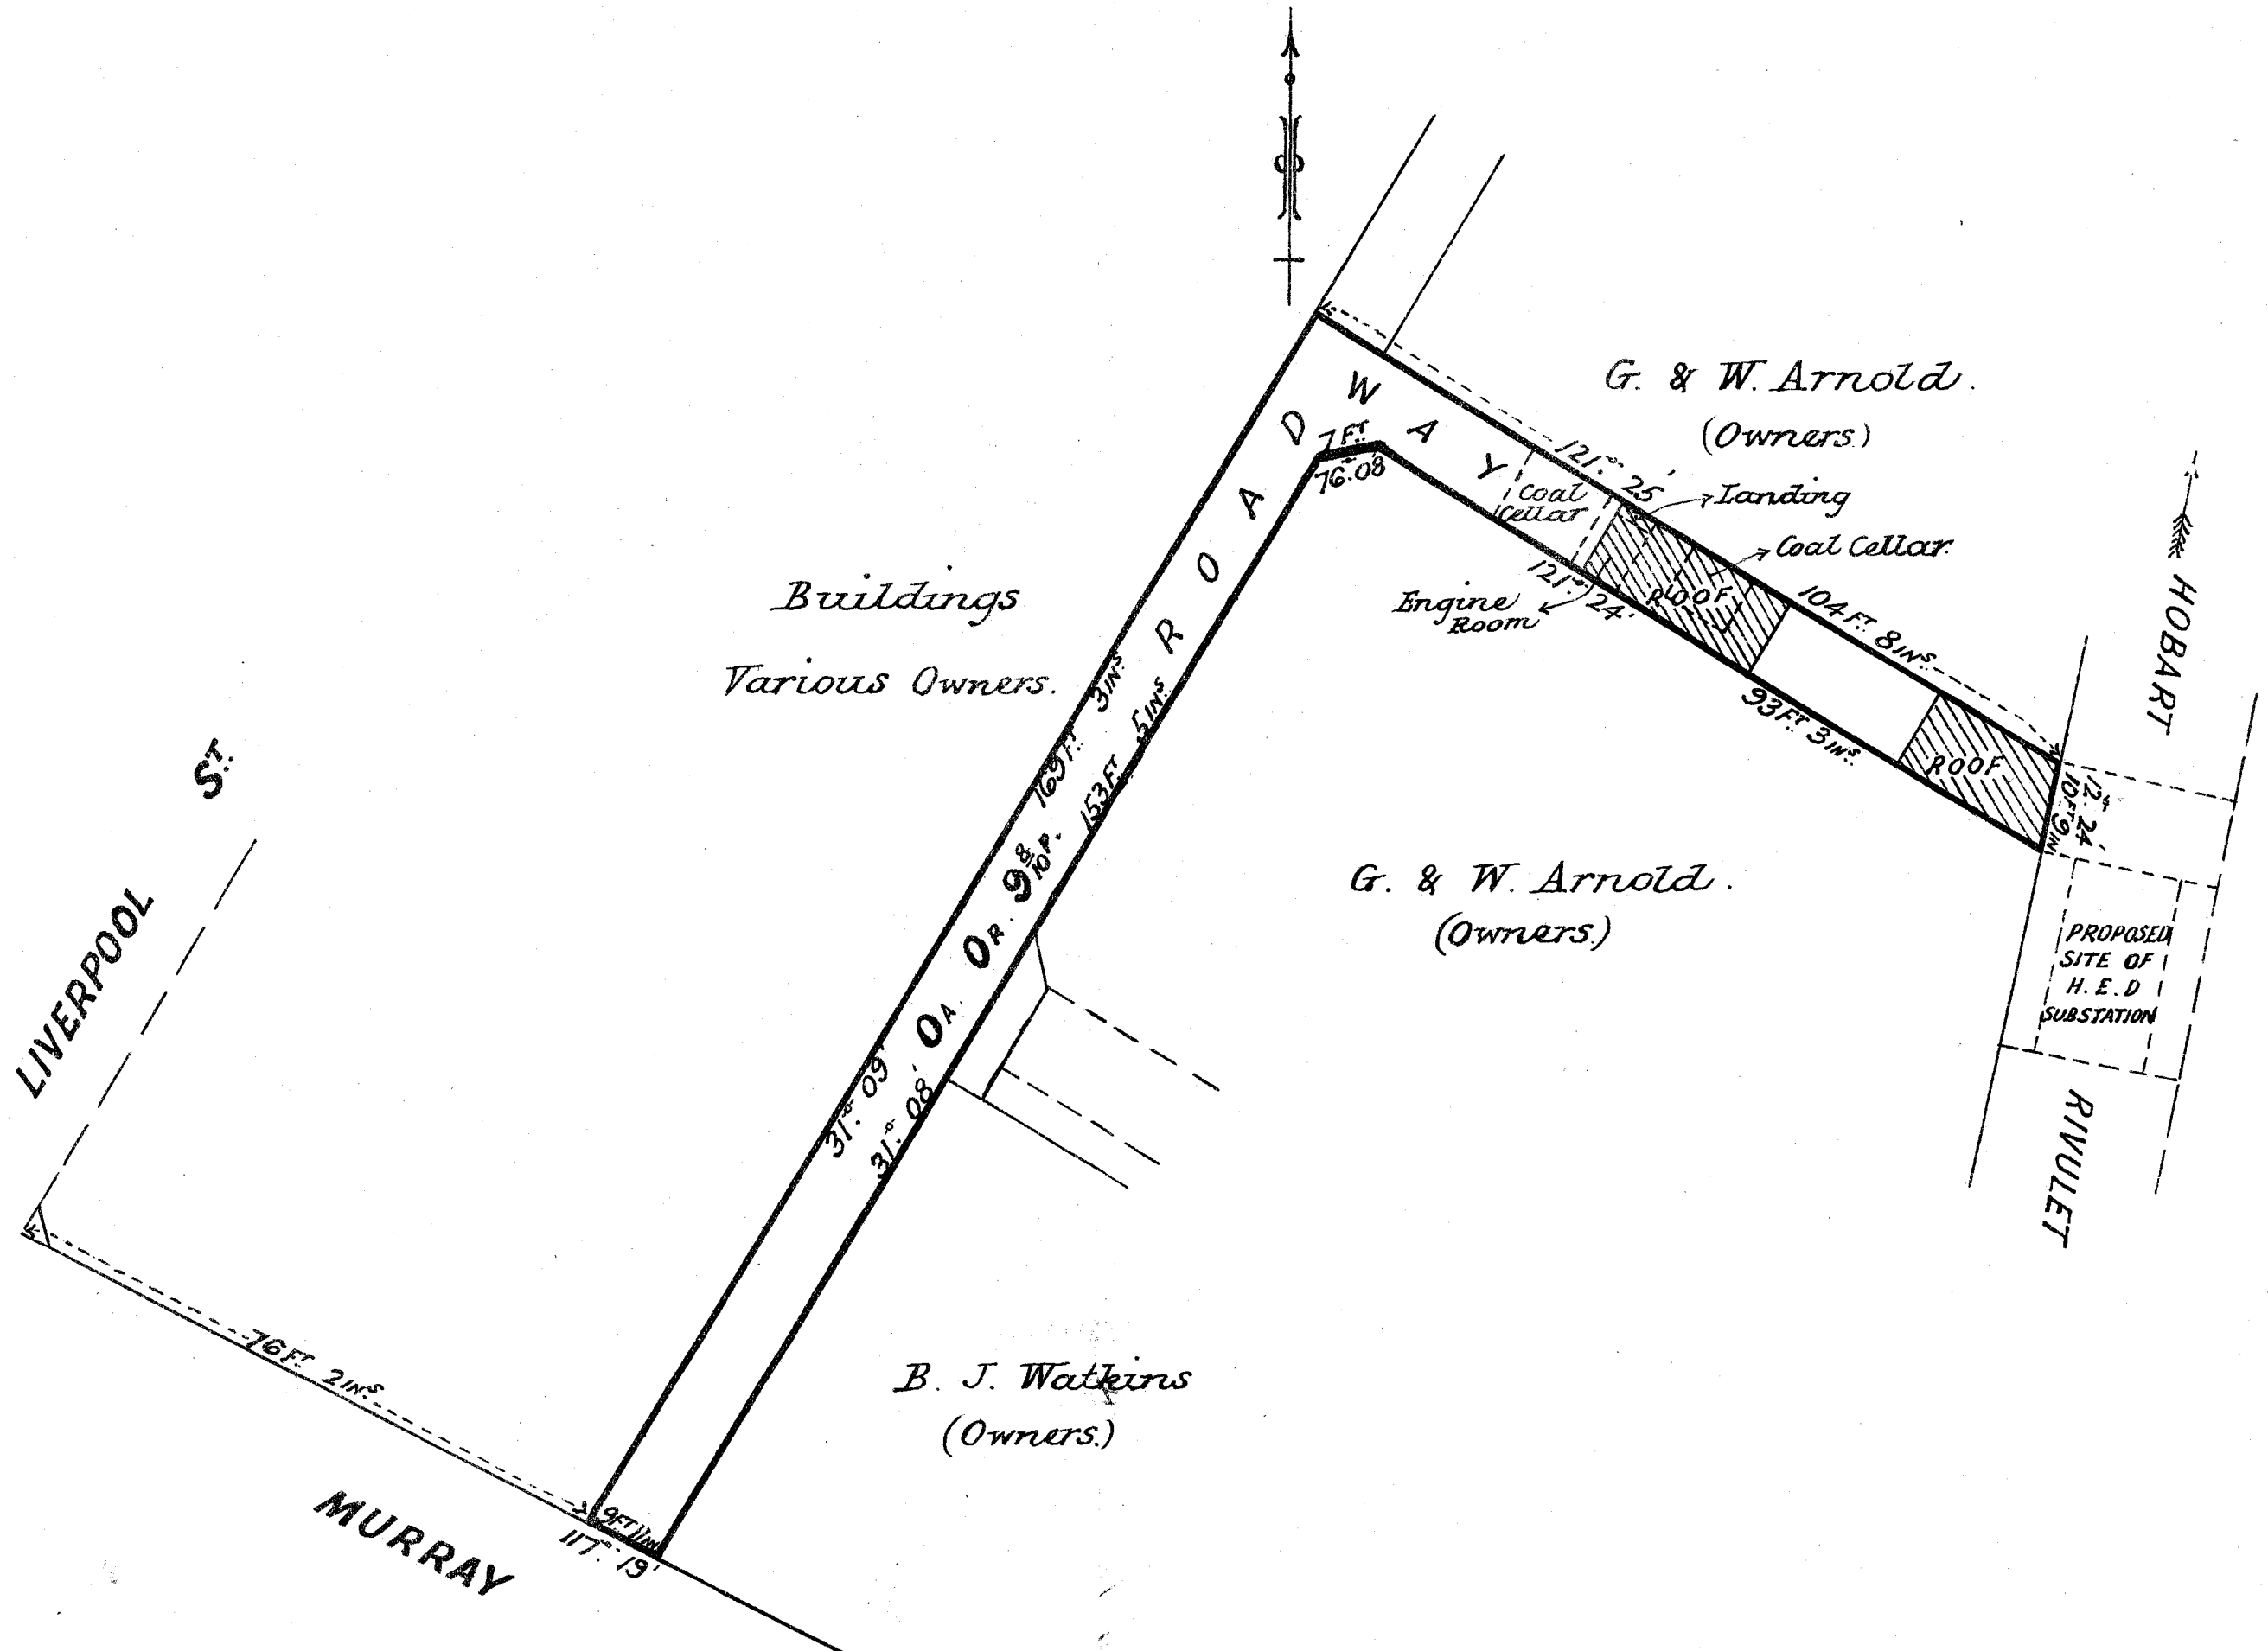 G. & W. Arnold.
(Owners.)
ROADWAY
7 FT
76°.08'
121°. 25'
Coal
Cellar
Landing
Coal Cellar.
121°. 24'
Engine
Room
ROOF
104 FT. 8 INS.
93 FT. 3 INS.
ROOF
HOBART
12°. 24'
10 FT 9 IN
Buildings
Various Owners.
169 FT. 3 INS
153 FT. 5 INS.
0A. 0R. 9 8/10 P.
31°. 09'
31°. 08'
G. & W. Arnold.
(Owners.)
PROPOSED
SITE OF
H. E. D
SUBSTATION
RIVULET
LIVERPOOL ST.
76 FT. 2 INS.
B. J. Watkins
(Owners.)
9 FT 11 IN
117°. 19'
MURRAY